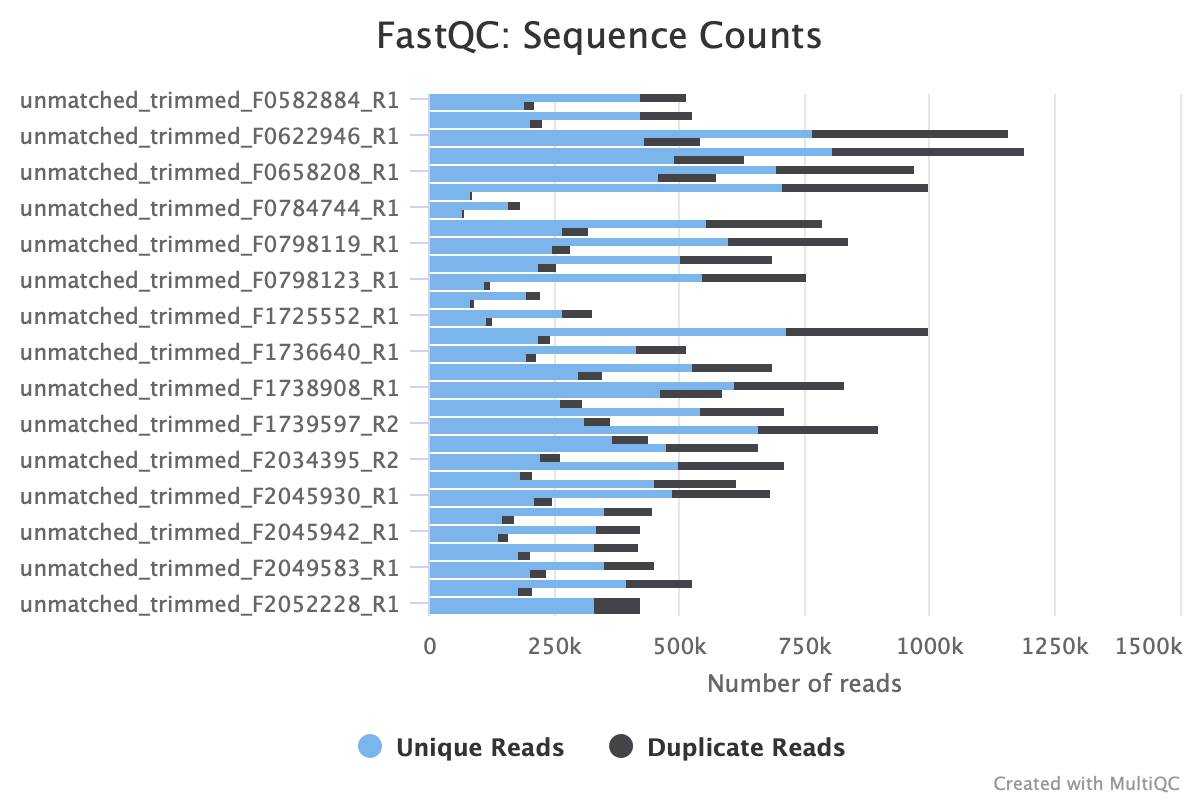 FastQC: Sequence Counts
unmatched_trimmed_F0582884_R1
unmatched_trimmed_F0622946_R1
unmatched_trimmed_F0658208_R1
unmatched_trimmed_F0784744_R1
unmatched_trimmed_F0798119_R1
unmatched_trimmed_F0798123_R1
unmatched_trimmed_F1725552_R1
unmatched_trimmed_F1736640_R1
unmatched_trimmed_F1738908_R1
unmatched_trimmed_F1739597_R2
unmatched_trimmed_F2034395_R2
unmatched_trimmed_F2045930_R1
unmatched_trimmed_F2045942_R1
unmatched_trimmed_F2049583_R1
unmatched_trimmed_F2052228_R1
0 250k 500k 750k 1000k 1250k 1500k
Number of reads
Unique Reads Duplicate Reads
Created with MultiQC